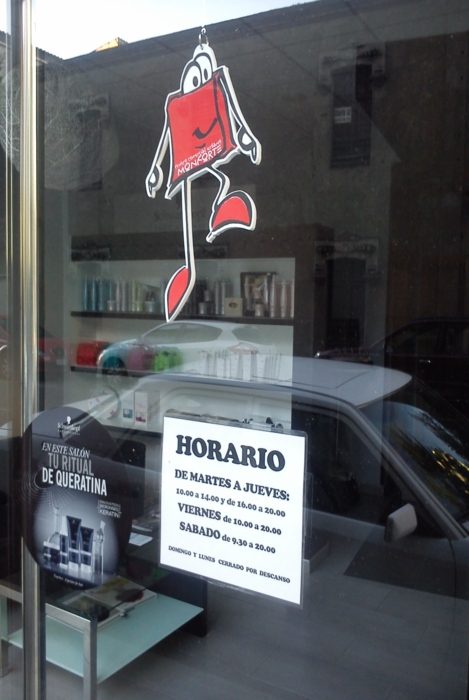 MONFORTE
EN ESTE SALÓN
TU RITUAL
DE QUERATINA
HORARIO
DE MARTES A JUEVES:
10.00 a 14.00 y de 16.00 a 20.00
VIERNES de 10.00 a 20.00
SABADO de 9.30 a 20.00
DOMINGO Y LUNES CERRADO POR DESCANSO